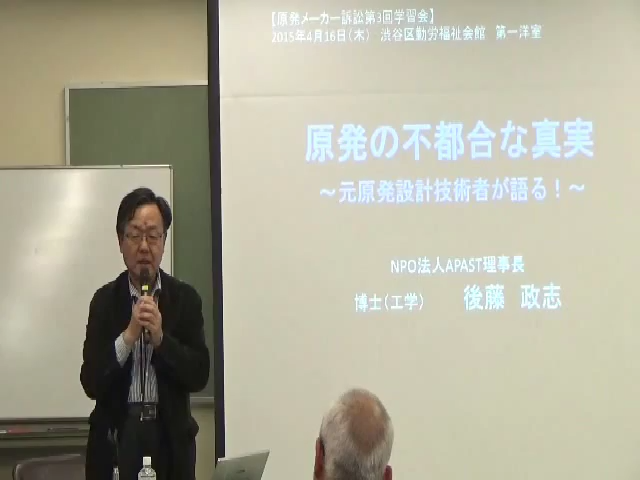 【原発メーカー訴訟第3回学習会】
2015年4月16日（木） 渋谷区勤労福祉会館 第一洋室
原発の不都合な真実
～元原発設計技術者が語る！～
NPO法人APAST理事長
博士（工学） 後藤 政志